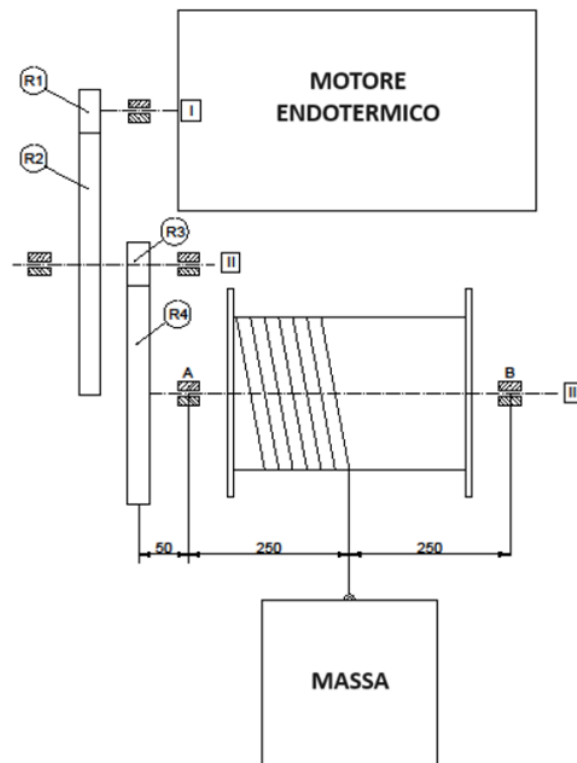 MOTORE
ENDOTERMICO
R1
I
R2
R3
II
R4
A
B
III
50
250
250
MASSA